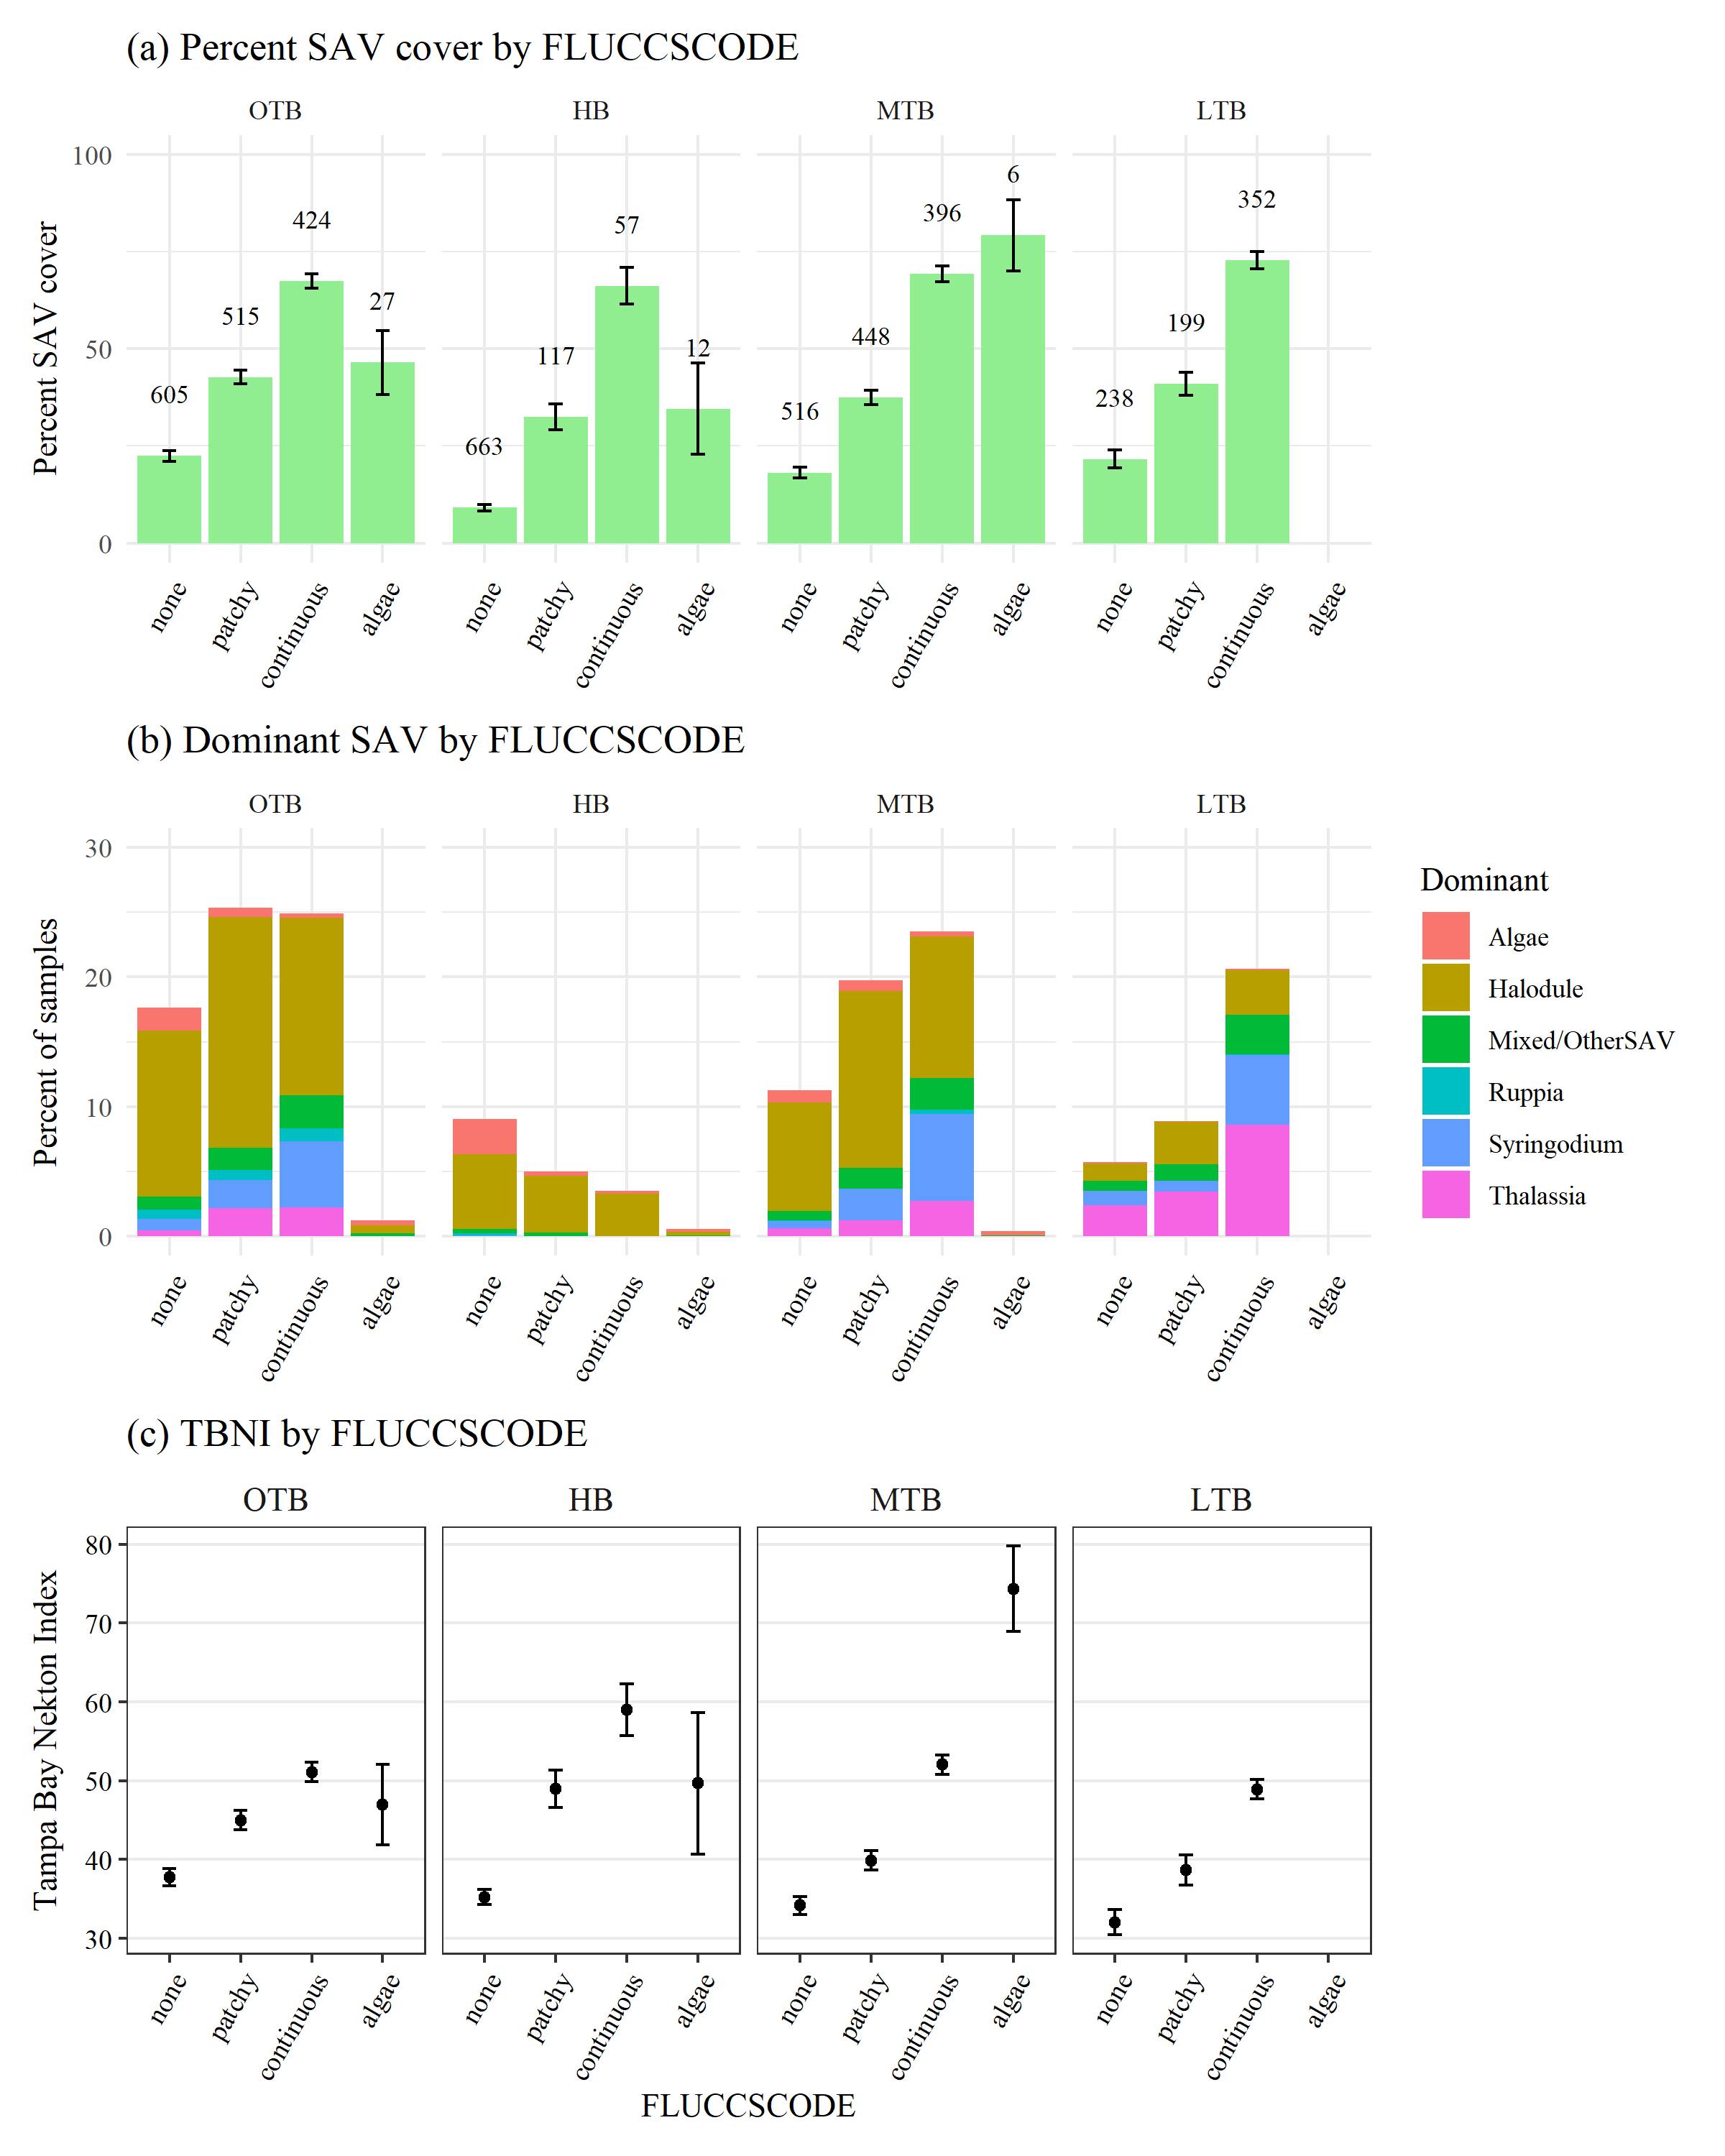 (a) Percent SAV cover by FLUCCSCODE
OTB HB MTB LTB
Percent SAV cover
100
50
0
605 515 424 27
663 117 57 12
516 448 396 6
238 199 352
none patchy continuous algae none patchy continuous algae none patchy continuous algae none patchy continuous algae
(b) Dominant SAV by FLUCCSCODE
OTB HB MTB LTB
Percent of samples
30
20
10
0
none patchy continuous algae none patchy continuous algae none patchy continuous algae none patchy continuous algae
Dominant
Algae
Halodule
Mixed/OtherSAV
Ruppia
Syringodium
Thalassia
(c) TBNI by FLUCCSCODE
OTB HB MTB LTB
Tampa Bay Nekton Index
80
70
60
50
40
30
none patchy continuous algae none patchy continuous algae none patchy continuous algae none patchy continuous algae
FLUCCSCODE